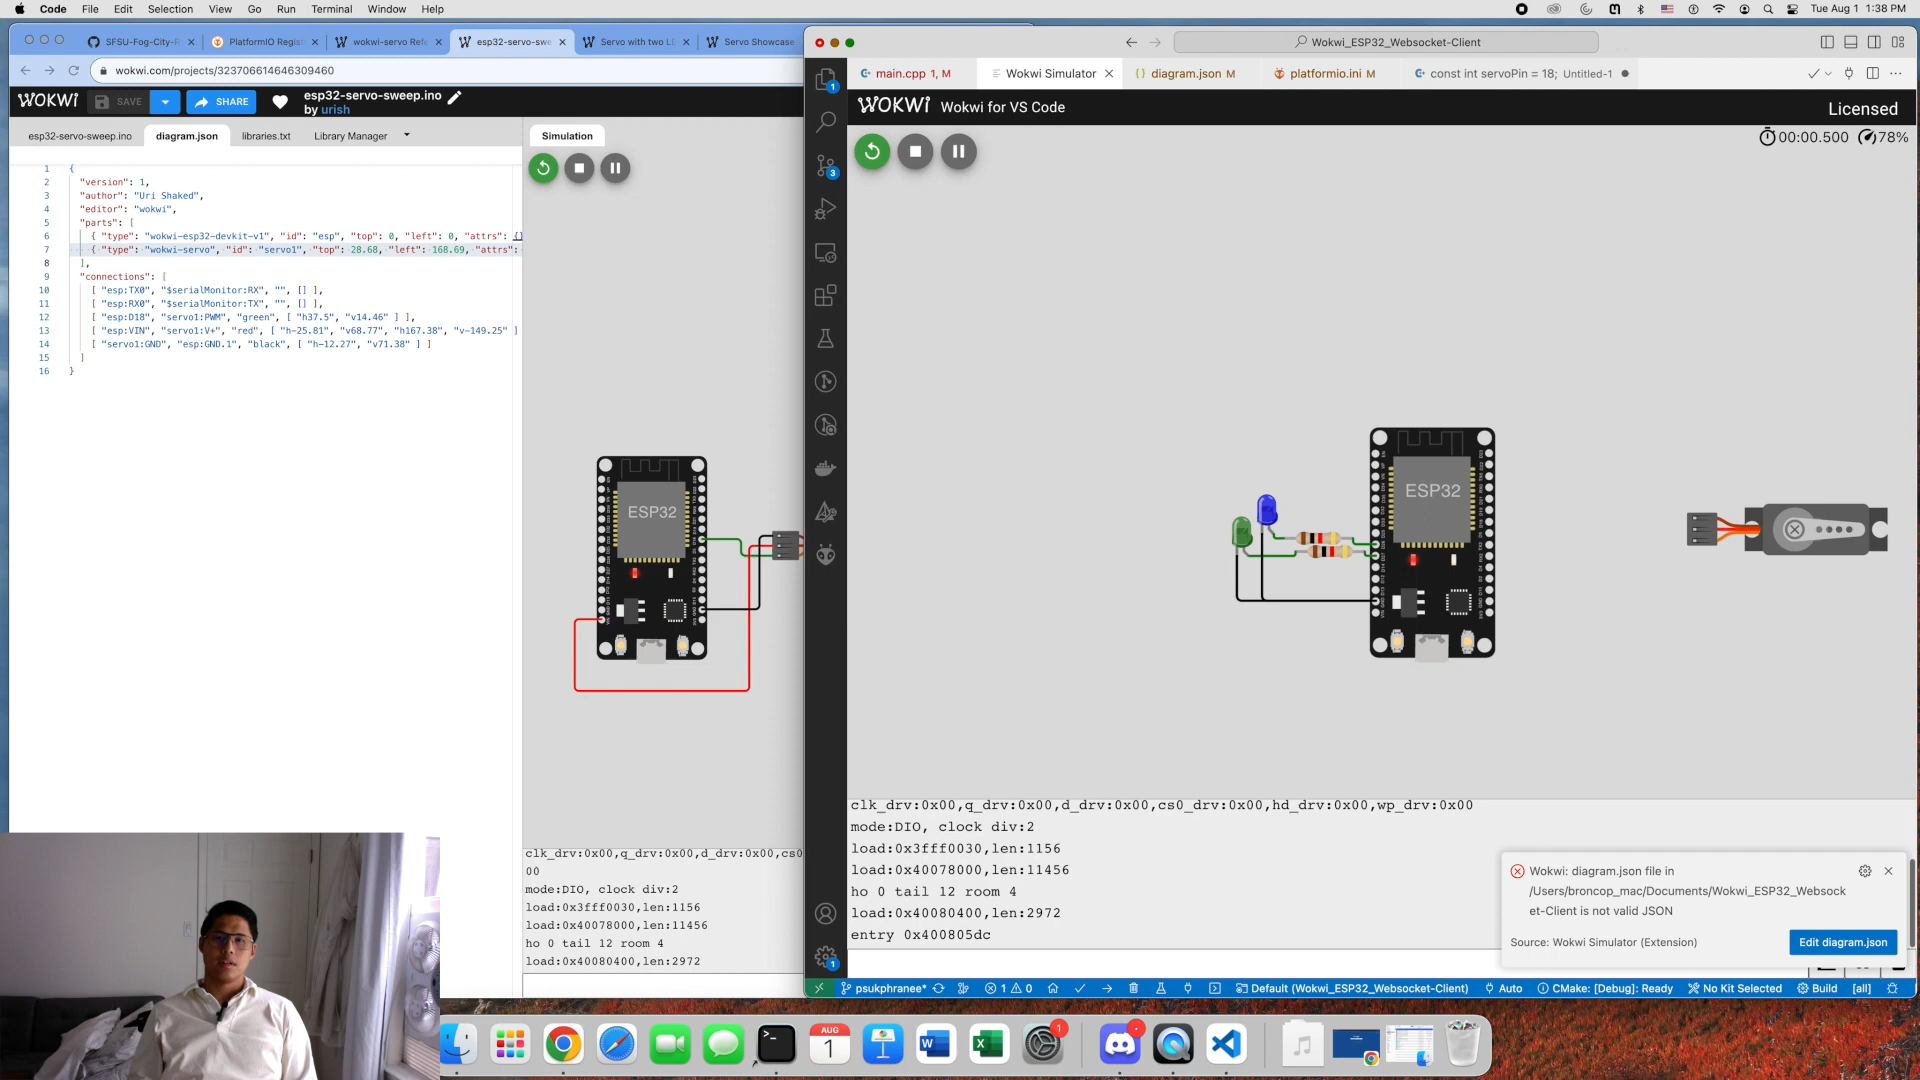 Code File Edit Selection View Go Run Terminal Window Help
Tue Aug 1 1:38 PM
SFSU-Fog-City-R
PlatformIO Regist
wokwi-servo Refe
esp32-servo-swe
Servo with two LE
Servo Showcase
wokwi.com/projects/323706614646309460
WOKWI
SAVE
SHARE
esp32-servo-sweep.ino
by urish
esp32-servo-sweep.ino
diagram.json
libraries.txt
Library Manager
Simulation
1 {
2 "version": 1,
3 "author": "Uri Shaked",
4 "editor": "wokwi",
5 "parts": [
6 { "type": "wokwi-esp32-devkit-v1", "id": "esp", "top": 0, "left": 0, "attrs": {}
7 { "type": "wokwi-servo", "id": "servo1", "top": 28.68, "left": 168.69, "attrs":
8 ],
9 "connections": [
10 [ "esp:TX0", "$serialMonitor:RX", "", [] ],
11 [ "esp:RX0", "$serialMonitor:TX", "", [] ],
12 [ "esp:D18", "servo1:PWM", "green", [ "h37.5", "v14.46" ] ],
13 [ "esp:VIN", "servo1:V+", "red", [ "h-25.81", "v68.77", "h167.38", "v-149.25" ]
14 [ "servo1:GND", "esp:GND.1", "black", [ "h-12.27", "v71.38" ] ]
15 ]
16 }
ESP32
clk_drv:0x00,q_drv:0x00,d_drv:0x00,cs0
00
mode:DIO, clock div:2
load:0x3fff0030,len:1156
load:0x40078000,len:11456
ho 0 tail 12 room 4
load:0x40080400,len:2972
Wokwi_ESP32_Websocket-Client
main.cpp 1, M
Wokwi Simulator
diagram.json M
platformio.ini M
const int servoPin = 18; Untitled-1
WOKWI Wokwi for VS Code
Licensed
00:00.500 78%
1
3
ESP32
clk_drv:0x00,q_drv:0x00,d_drv:0x00,cs0_drv:0x00,hd_drv:0x00,wp_drv:0x00
mode:DIO, clock div:2
load:0x3fff0030,len:1156
load:0x40078000,len:11456
ho 0 tail 12 room 4
load:0x40080400,len:2972
entry 0x400805dc
Wokwi: diagram.json file in
/Users/broncop_mac/Documents/Wokwi_ESP32_Websock
et-Client is not valid JSON
Source: Wokwi Simulator (Extension)
Edit diagram.json
1
psukphranee*
1 0
Default (Wokwi_ESP32_Websocket-Client)
Auto
CMake: [Debug]: Ready
No Kit Selected
Build
[all]
AUG
1
1